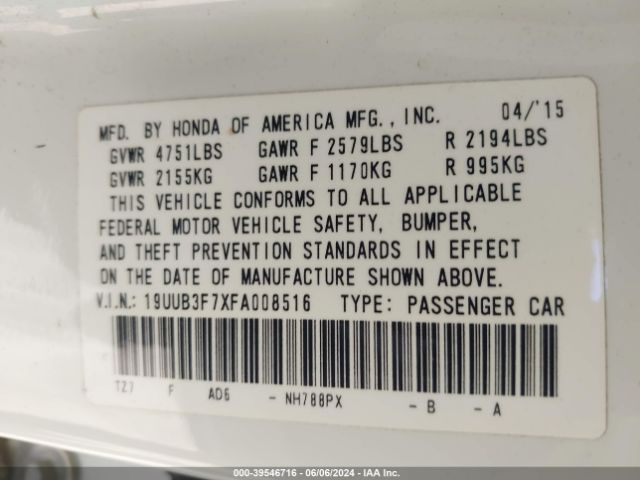 MFD. BY HONDA OF AMERICA MFG., INC. 04/'15
GVWR 4751LBS GAWR F 2579LBS R 2194LBS
GVWR 2155KG GAWR F 1170KG R 995KG
THIS VEHICLE CONFORMS TO ALL APPLICABLE
FEDERAL MOTOR VEHICLE SAFETY, BUMPER,
AND THEFT PREVENTION STANDARDS IN EFFECT
ON THE DATE OF MANUFACTURE SHOWN ABOVE.
V.I.N.: 19UUB3F7XFA008516 TYPE: PASSENGER CAR
TZ7 F AD6 - NH788PX - B - A
000-39546716 - 06/06/2024 - IAA Inc.